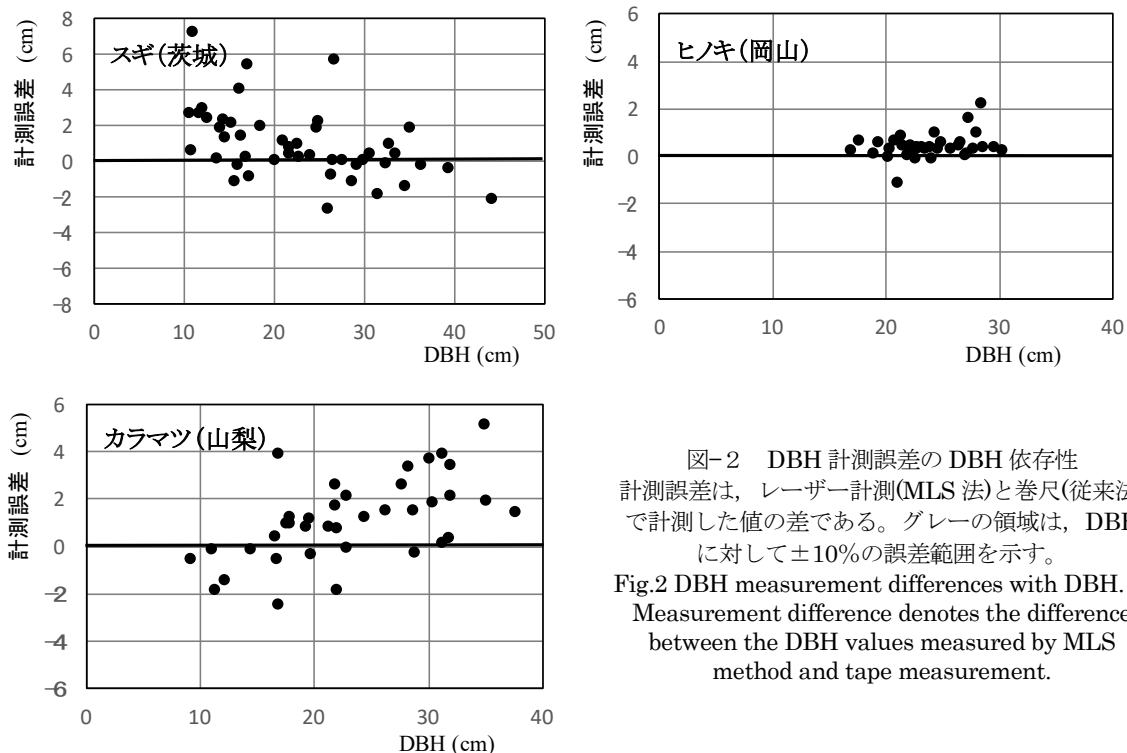 計測誤差 (cm)
スギ(茨城)
8
6
4
2
0
-2
-4
-6
-8
0 10 20 30 40 50
DBH (cm)
計測誤差 (cm)
ヒノキ(岡山)
6
4
2
0
-2
-4
-6
0 10 20 30 40
DBH (cm)
計測誤差 (cm)
カラマツ(山梨)
6
4
2
0
-2
-4
-6
0 10 20 30 40
DBH (cm)
図-2 DBH 計測誤差の DBH 依存性
計測誤差は，レーザー計測(MLS 法)と巻尺(従来法
で計測した値の差である。グレーの領域は，DBH
に対して±10%の誤差範囲を示す。
Fig.2 DBH measurement differences with DBH.
Measurement difference denotes the difference
between the DBH values measured by MLS
method and tape measurement.